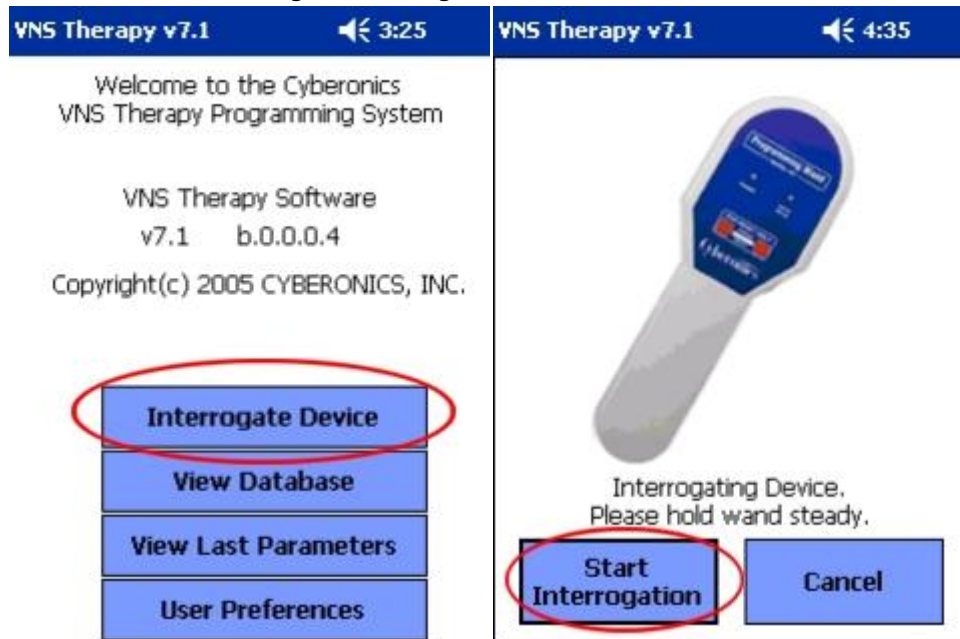 VNS Therapy v7.1 3:25
Welcome to the Cyberonics
VNS Therapy Programming System
VNS Therapy Software
v7.1 b.0.0.0.4
Copyright(c) 2005 CYBERONICS, INC.
Interrogate Device
View Database
View Last Parameters
User Preferences
VNS Therapy v7.1 4:35
Programming Wand
Cyberonics
Interrogating Device.
Please hold wand steady.
Start
Interrogation
Cancel